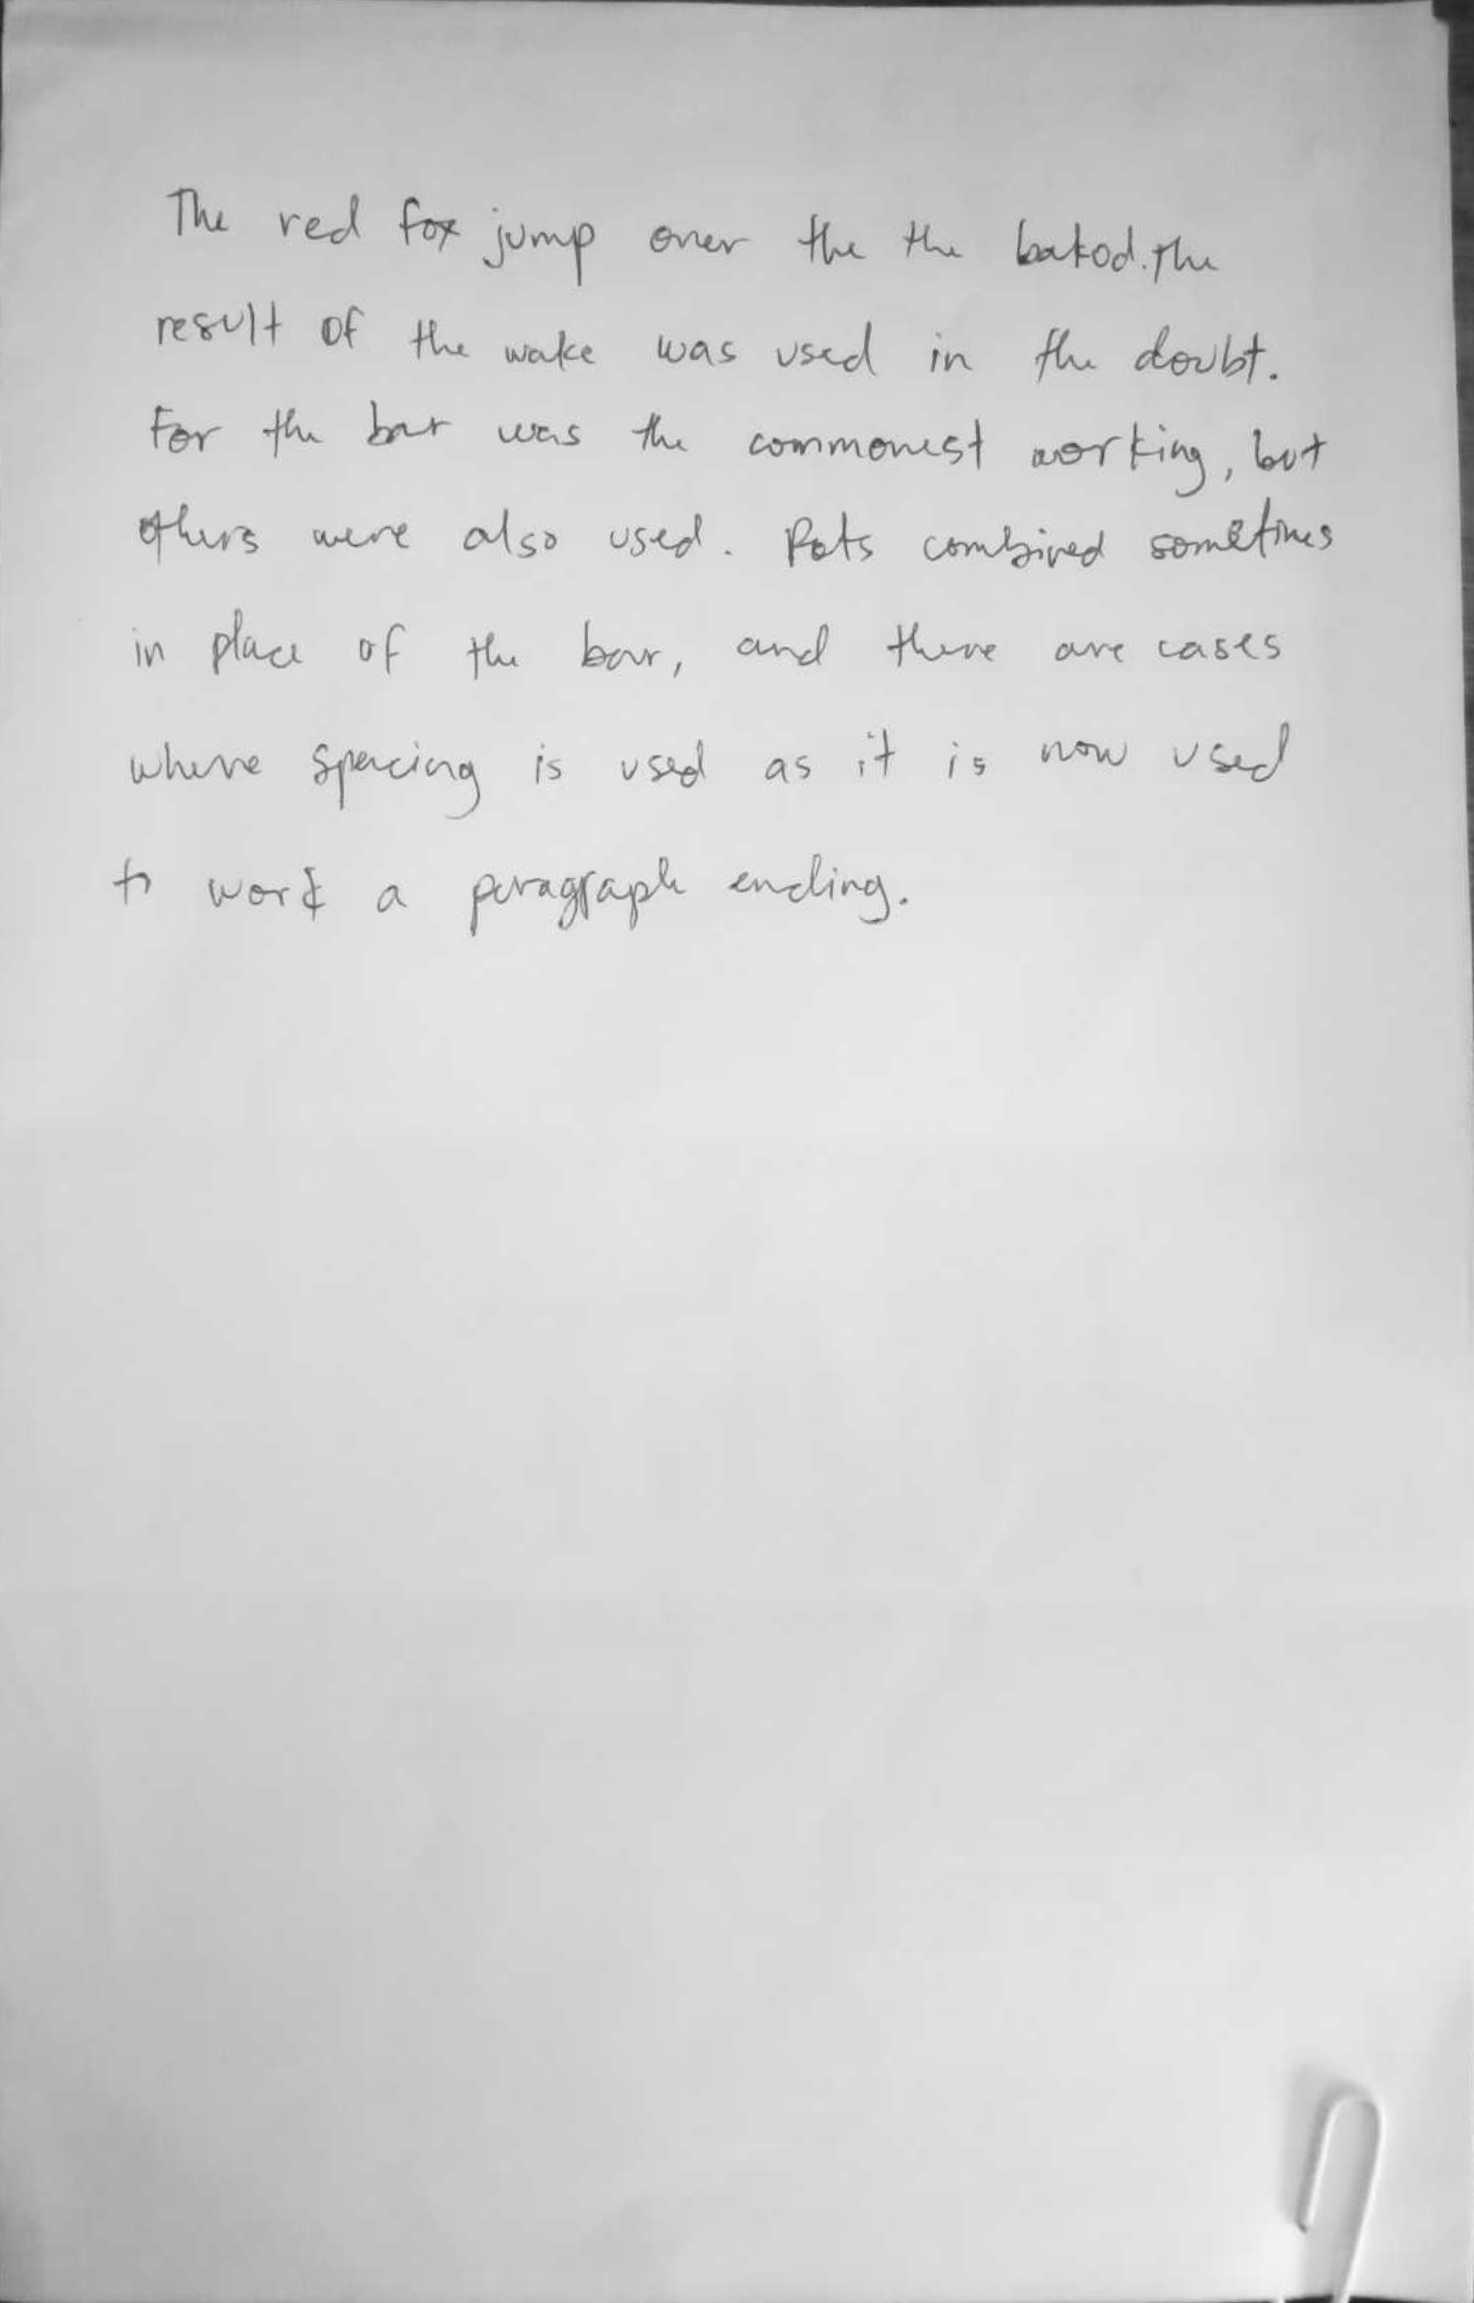 The red fox jump over the the bakod. The
result of the wake was used in the doubt.
For the bar was the commonest working, but
others were also used. Rots combined sometimes
in place of the bar, and there are cases
where spacing is used as it is now used
to work a paragraph ending.